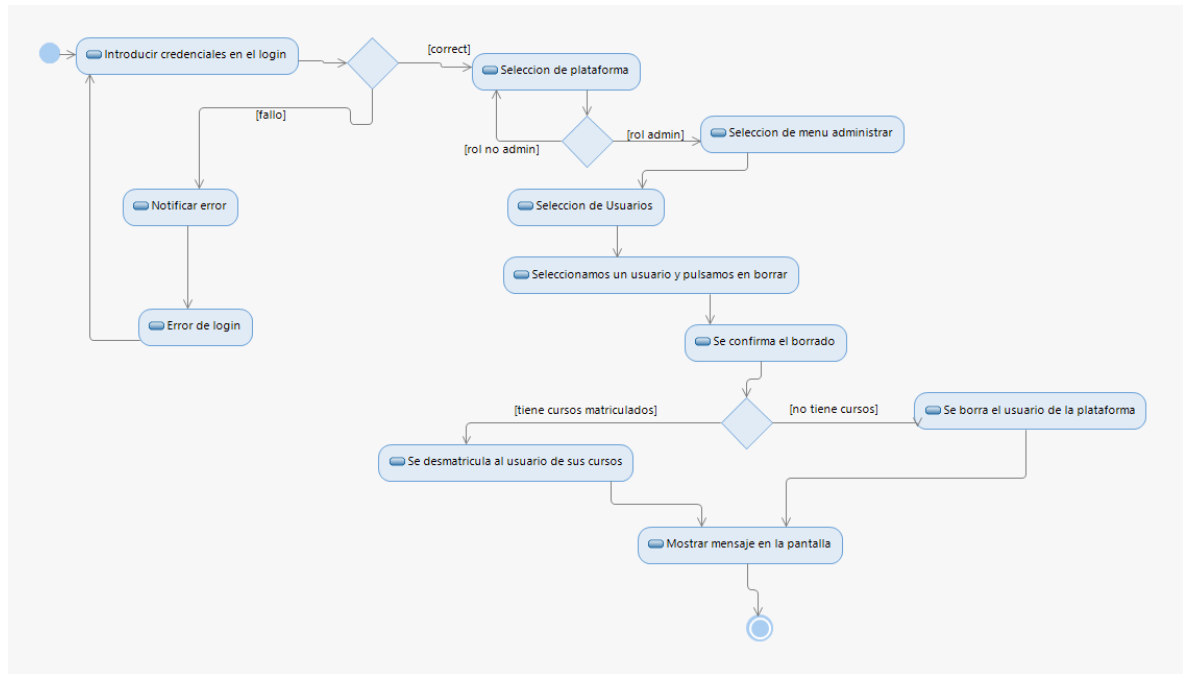 Introducir credenciales en el login
[correct]
Seleccion de plataforma
[fallo]
[rol no admin]
[rol admin]
Seleccion de menu administrar
Notificar error
Seleccion de Usuarios
Seleccionamos un usuario y pulsamos en borrar
Error de login
Se confirma el borrado
[tiene cursos matriculados]
[no tiene cursos]
Se borra el usuario de la plataforma
Se desmatricula al usuario de sus cursos
Mostrar mensaje en la pantalla